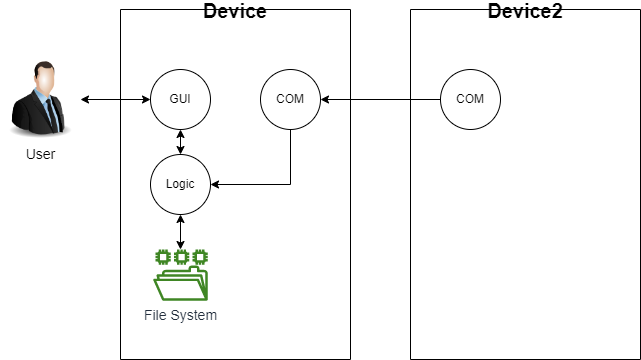 Device
Device2
GUI
COM
COM
User
Logic
File System